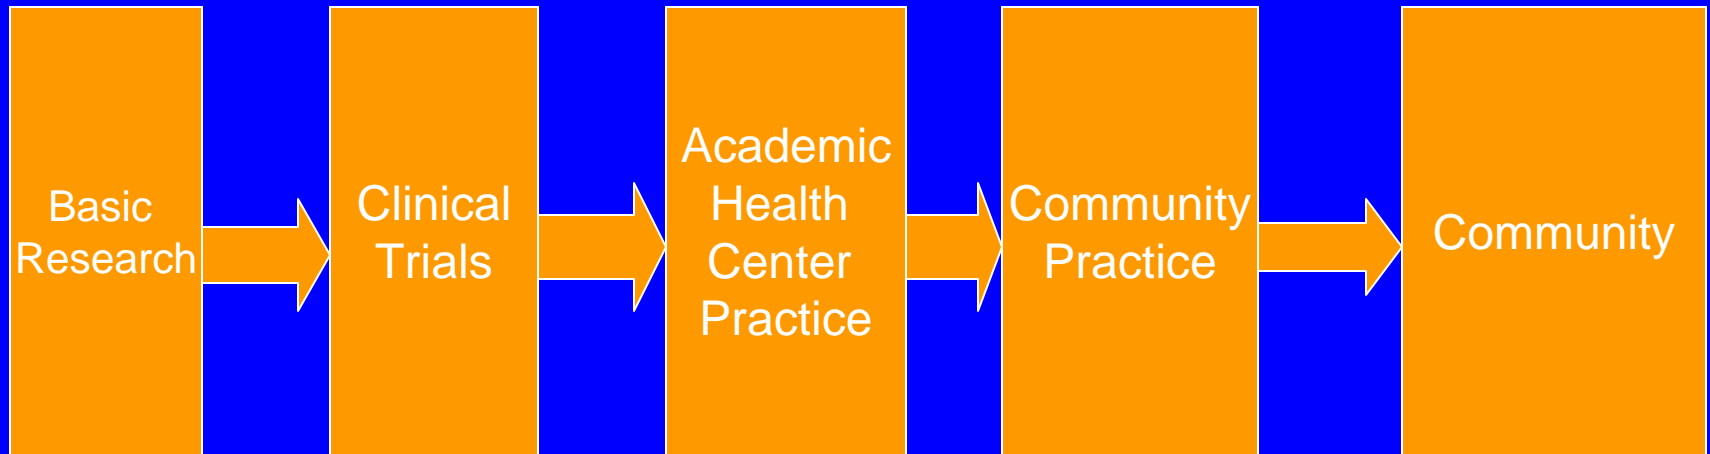 Basic
Research
Clinical
Trials
Academic
Health
Center
Practice
Community
Practice
Community